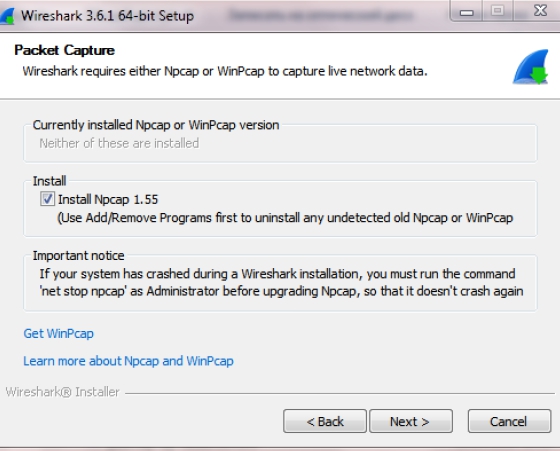 Wireshark 3.6.1 64-bit Setup
Packet Capture
Wireshark requires either Npcap or WinPcap to capture live network data.
Currently installed Npcap or WinPcap version
Neither of these are installed
Install
Install Npcap 1.55
(Use Add/Remove Programs first to uninstall any undetected old Npcap or WinPcap
Important notice
If your system has crashed during a Wireshark installation, you must run the command
'net stop npcap' as Administrator before upgrading Npcap, so that it doesn't crash again
Get WinPcap
Learn more about Npcap and WinPcap
Wireshark® Installer
< Back Next > Cancel